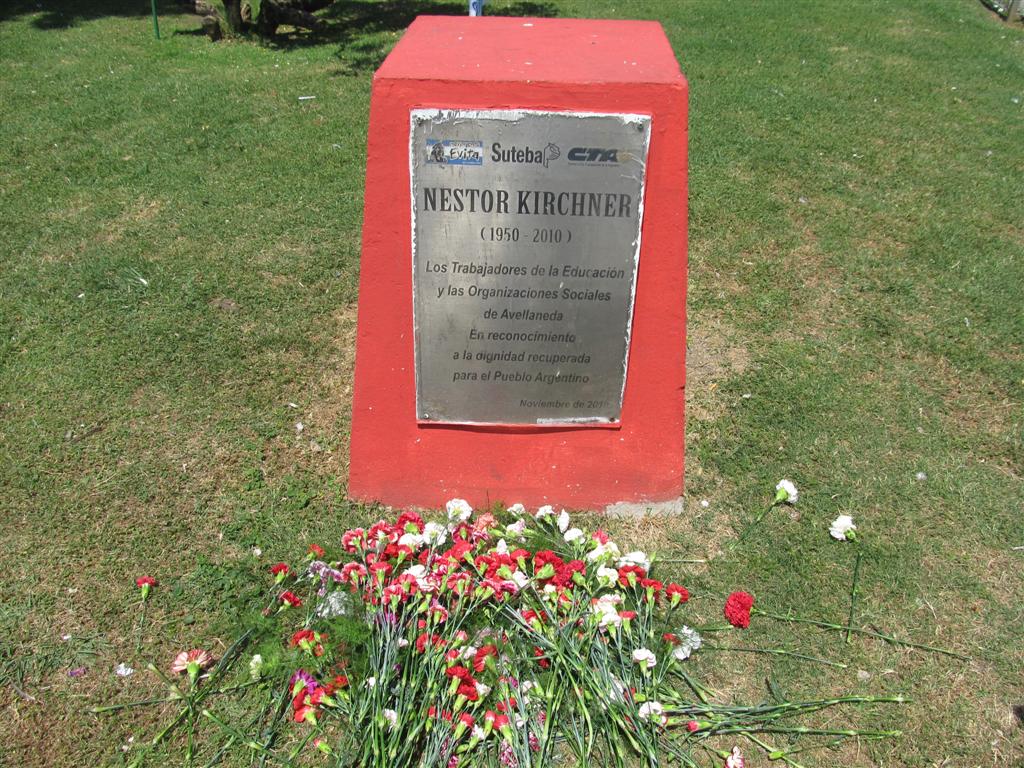 Evita Suteba CTA
NESTOR KIRCHNER
(1950 - 2010)
Los Trabajadores de la Educación
y las Organizaciones Sociales
de Avellaneda
En reconocimiento
a la dignidad recuperada
para el Pueblo Argentino
Noviembre de